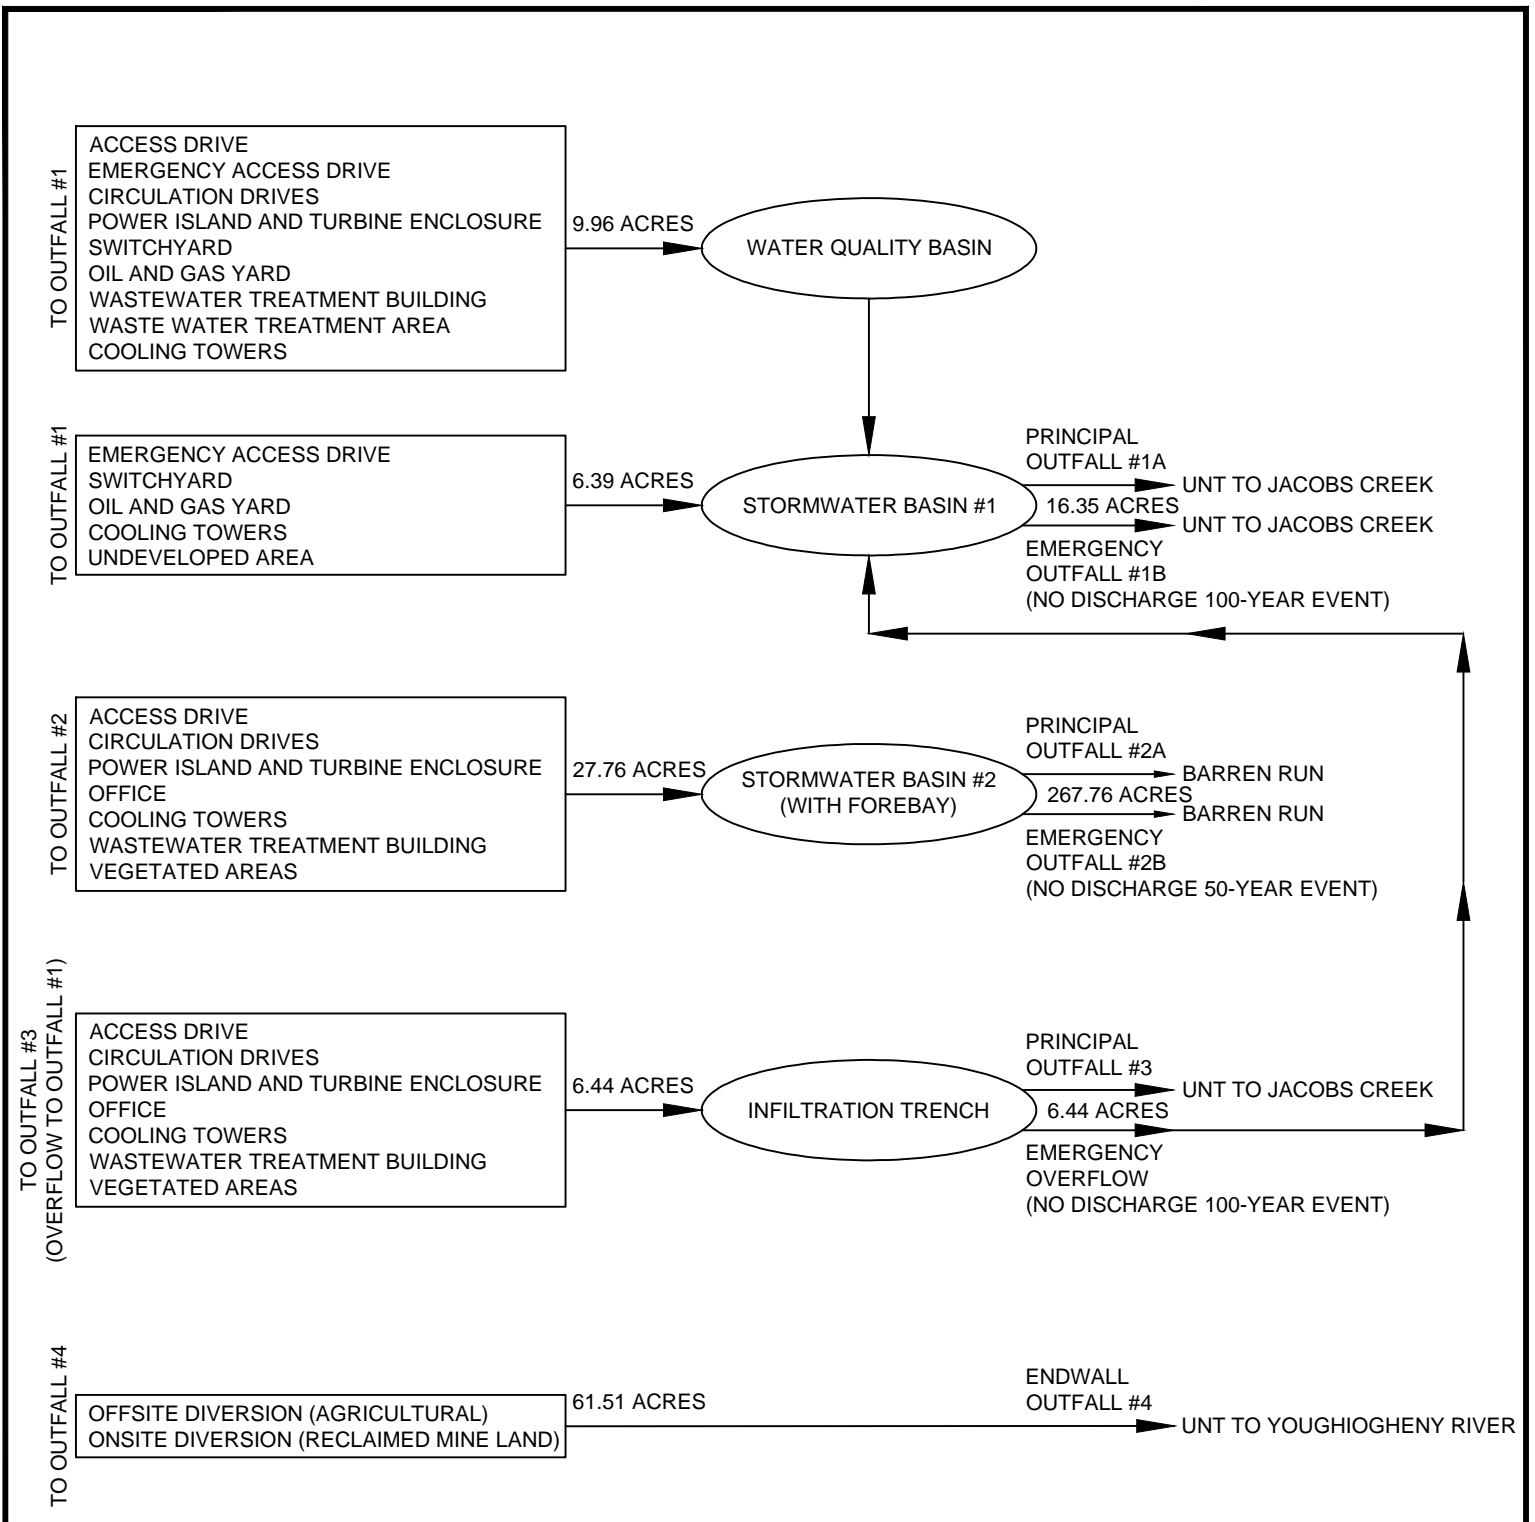 TO OUTFALL #1
ACCESS DRIVE
EMERGENCY ACCESS DRIVE
CIRCULATION DRIVES
POWER ISLAND AND TURBINE ENCLOSURE
SWITCHYARD
OIL AND GAS YARD
WASTEWATER TREATMENT BUILDING
WASTE WATER TREATMENT AREA
COOLING TOWERS
9.96 ACRES
WATER QUALITY BASIN
TO OUTFALL #1
EMERGENCY ACCESS DRIVE
SWITCHYARD
OIL AND GAS YARD
COOLING TOWERS
UNDEVELOPED AREA
6.39 ACRES
STORMWATER BASIN #1
PRINCIPAL
OUTFALL #1A
UNT TO JACOBS CREEK
16.35 ACRES
UNT TO JACOBS CREEK
EMERGENCY
OUTFALL #1B
(NO DISCHARGE 100-YEAR EVENT)
TO OUTFALL #2
ACCESS DRIVE
CIRCULATION DRIVES
POWER ISLAND AND TURBINE ENCLOSURE
OFFICE
COOLING TOWERS
WASTEWATER TREATMENT BUILDING
VEGETATED AREAS
27.76 ACRES
STORMWATER BASIN #2
(WITH FOREBAY)
PRINCIPAL
OUTFALL #2A
BARREN RUN
267.76 ACRES
BARREN RUN
EMERGENCY
OUTFALL #2B
(NO DISCHARGE 50-YEAR EVENT)
TO OUTFALL #3
(OVERFLOW TO OUTFALL #1)
ACCESS DRIVE
CIRCULATION DRIVES
POWER ISLAND AND TURBINE ENCLOSURE
OFFICE
COOLING TOWERS
WASTEWATER TREATMENT BUILDING
VEGETATED AREAS
6.44 ACRES
INFILTRATION TRENCH
PRINCIPAL
OUTFALL #3
UNT TO JACOBS CREEK
6.44 ACRES
EMERGENCY
OVERFLOW
(NO DISCHARGE 100-YEAR EVENT)
TO OUTFALL #4
OFFSITE DIVERSION (AGRICULTURAL)
ONSITE DIVERSION (RECLAIMED MINE LAND)
61.51 ACRES
ENDWALL
OUTFALL #4
UNT TO YOUGHIOGHENY RIVER